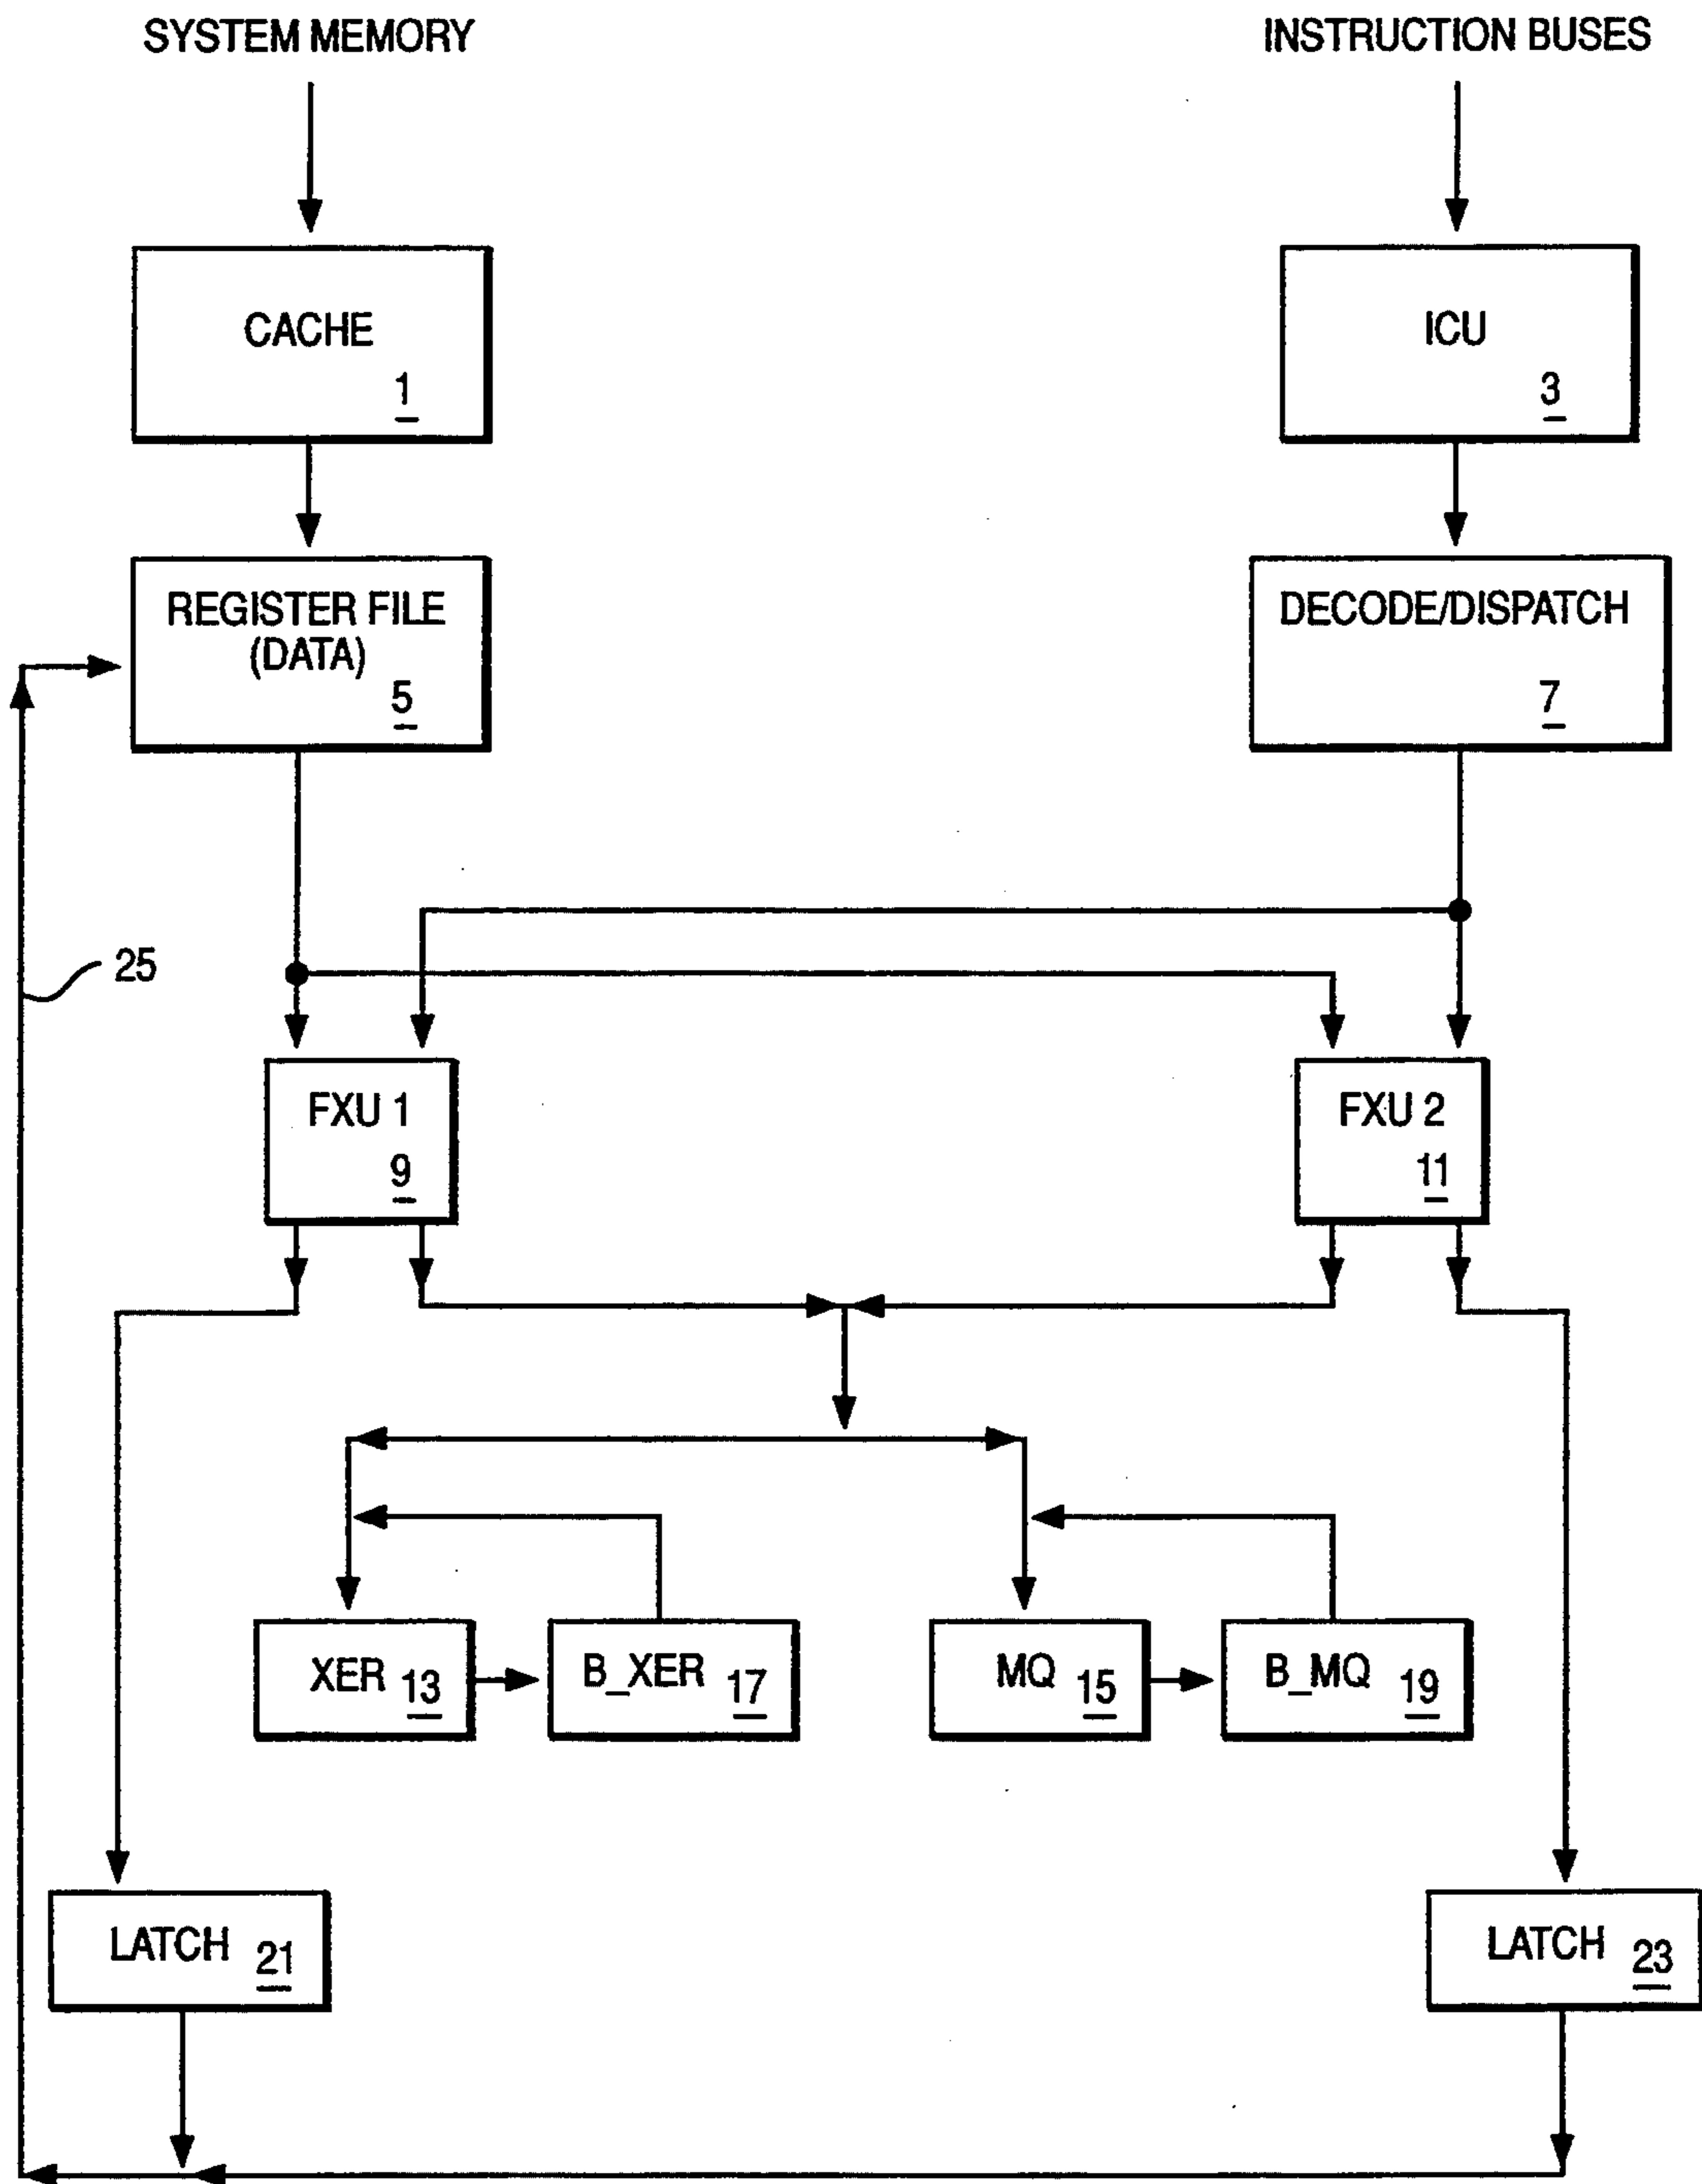 SYSTEM MEMORY
INSTRUCTION BUSES
CACHE
1
ICU
3
REGISTER FILE
(DATA)
5
DECODE/DISPATCH
7
25
FXU 1
9
FXU 2
11
XER 13
B_XER 17
MQ 15
B_MQ 19
LATCH 21
LATCH 23